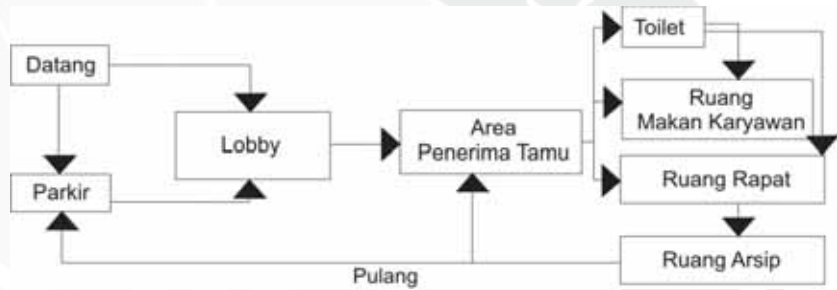 Datang
Parkir
Lobby
Area
Penerima Tamu
Toilet
Ruang
Makan Karyawan
Ruang Rapat
Ruang Arsip
Pulang